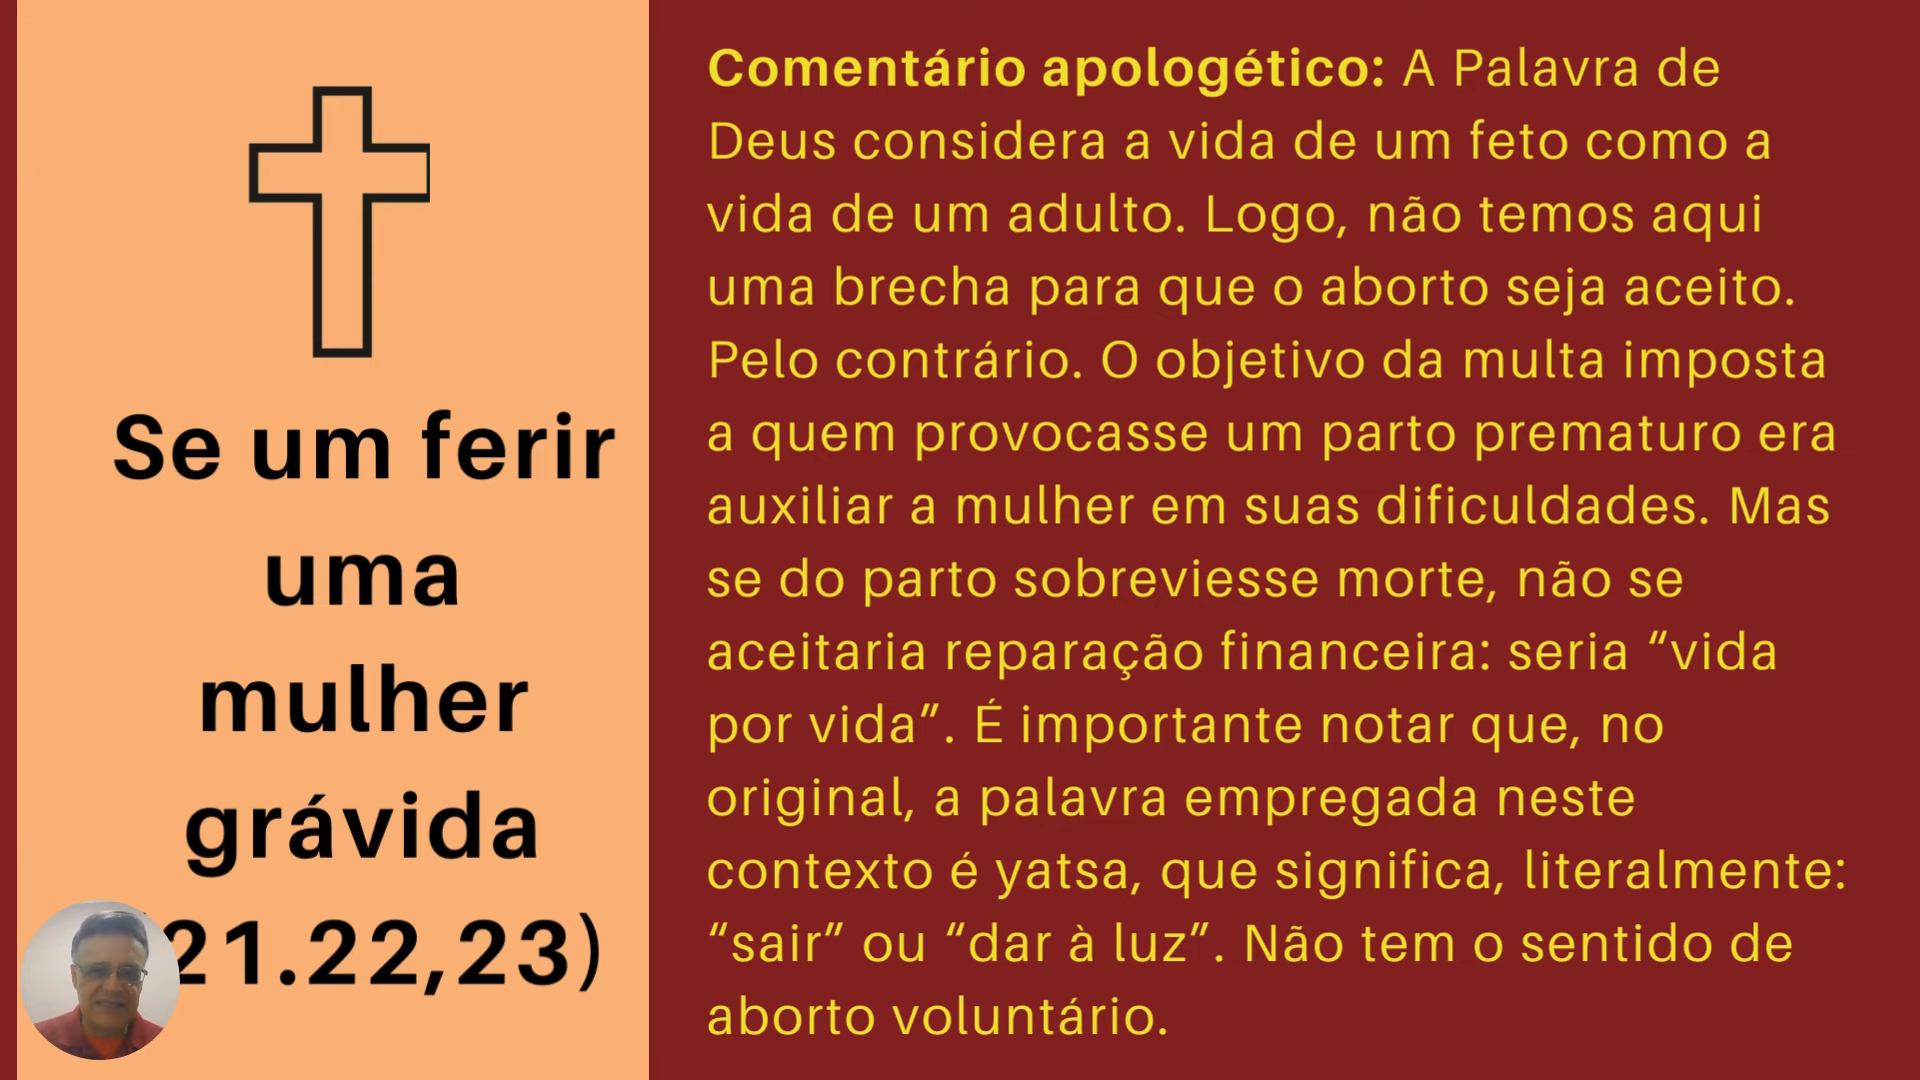 Se um ferir
uma
mulher
grávida
21.22,23)
Comentário apologético: A Palavra de
Deus considera a vida de um feto como a
vida de um adulto. Logo, não temos aqui
uma brecha para que o aborto seja aceito.
Pelo contrário. O objetivo da multa imposta
a quem provocasse um parto prematuro era
auxiliar a mulher em suas dificuldades. Mas
se do parto sobreviesse morte, não se
aceitaria reparação financeira: seria “vida
por vida”. É importante notar que, no
original, a palavra empregada neste
contexto é yatsa, que significa, literalmente:
“sair” ou “dar à luz”. Não tem o sentido de
aborto voluntário.